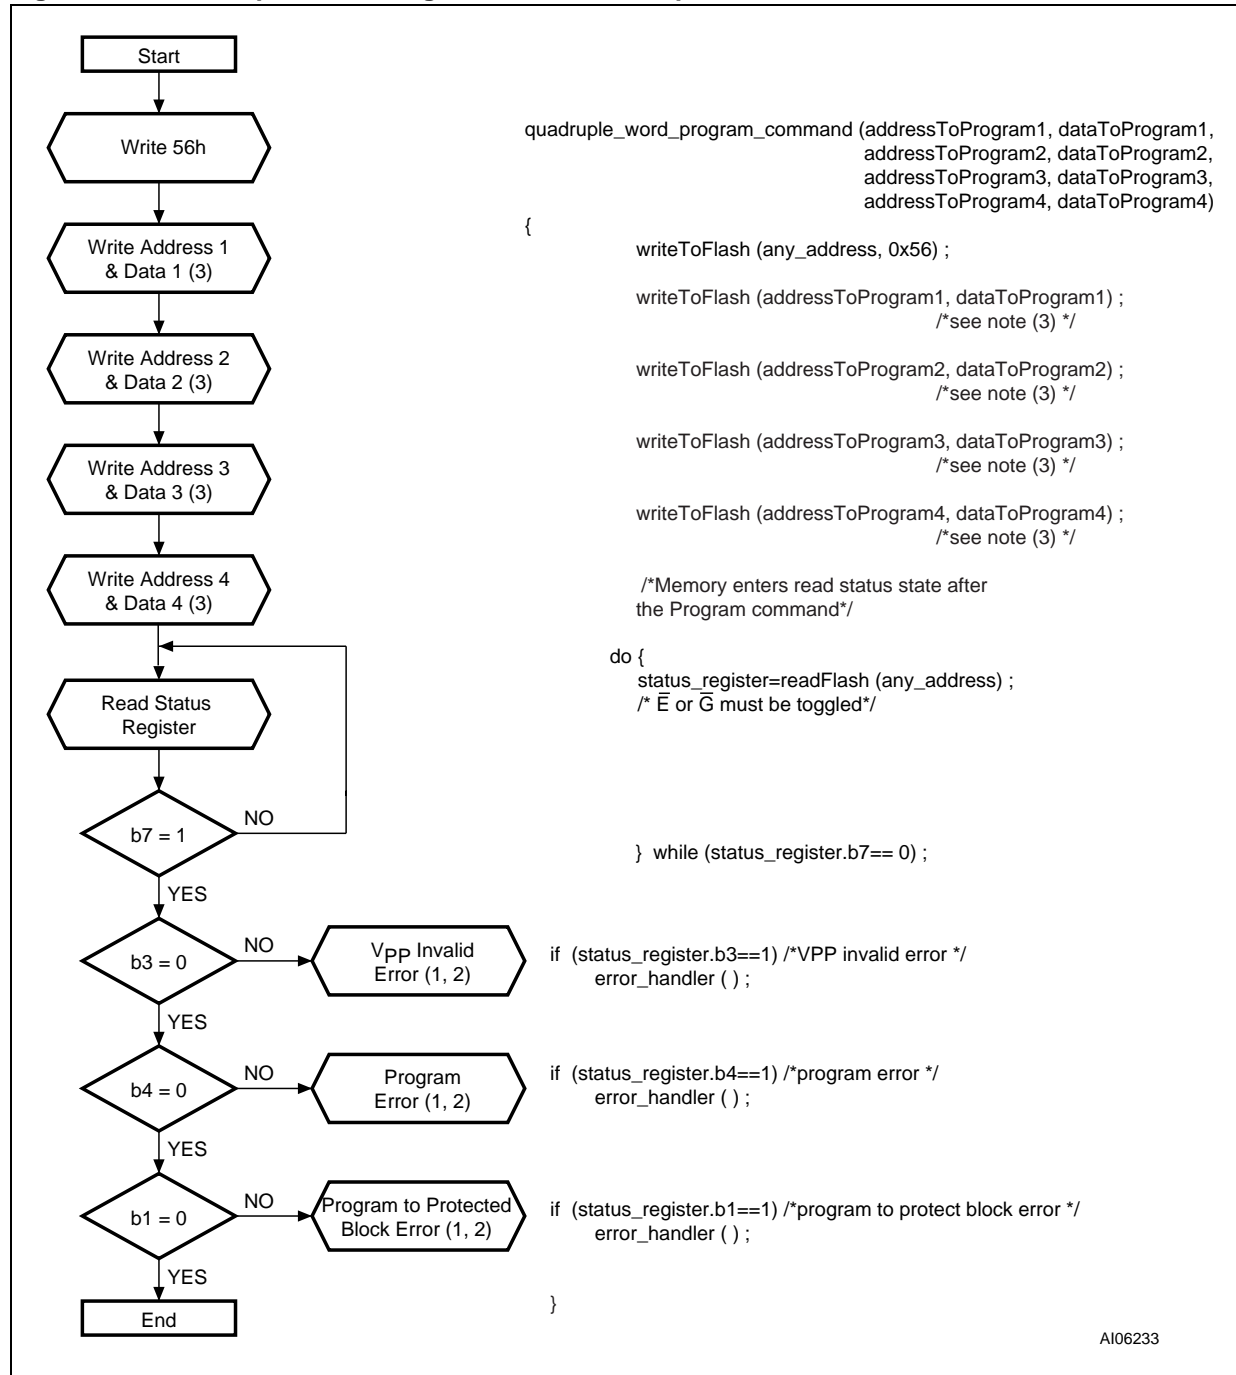 Start
Write 56h
Write Address 1
& Data 1 (3)
Write Address 2
& Data 2 (3)
Write Address 3
& Data 3 (3)
Write Address 4
& Data 4 (3)
Read Status
Register
b7 = 1
NO
YES
b3 = 0
NO
VPP Invalid
Error (1, 2)
YES
b4 = 0
NO
Program
Error (1, 2)
YES
b1 = 0
NO
Program to Protected
Block Error (1, 2)
YES
End
quadruple_word_program_command (addressToProgram1, dataToProgram1,
addressToProgram2, dataToProgram2,
addressToProgram3, dataToProgram3,
addressToProgram4, dataToProgram4)
{
writeToFlash (any_address, 0x56) ;
writeToFlash (addressToProgram1, dataToProgram1) ;
/*see note (3) */
writeToFlash (addressToProgram2, dataToProgram2) ;
/*see note (3) */
writeToFlash (addressToProgram3, dataToProgram3) ;
/*see note (3) */
writeToFlash (addressToProgram4, dataToProgram4) ;
/*see note (3) */
/*Memory enters read status state after
the Program command*/
do {
status_register=readFlash (any_address) ;
/* E̅ or G̅ must be toggled*/
} while (status_register.b7== 0) ;
if (status_register.b3==1) /*VPP invalid error */
error_handler ( ) ;
if (status_register.b4==1) /*program error */
error_handler ( ) ;
if (status_register.b1==1) /*program to protect block error */
error_handler ( ) ;
}
AI06233